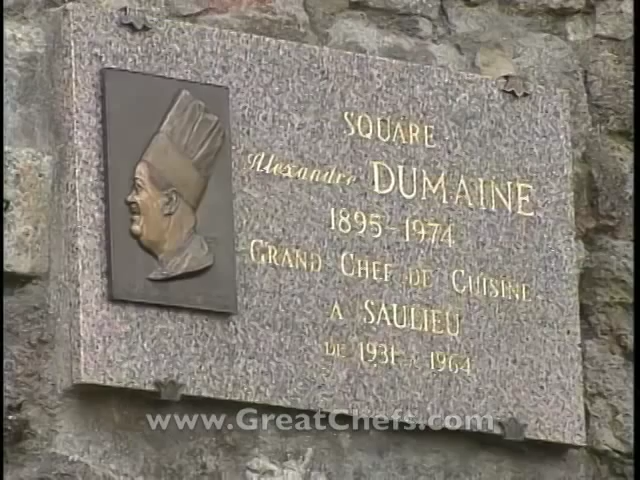 SQUARE
Alexandre DUMAINE
1895-1974
GRAND CHEF DE CUISINE
A SAULIEU
DE 1931 A 1964
www.GreatChefs.com